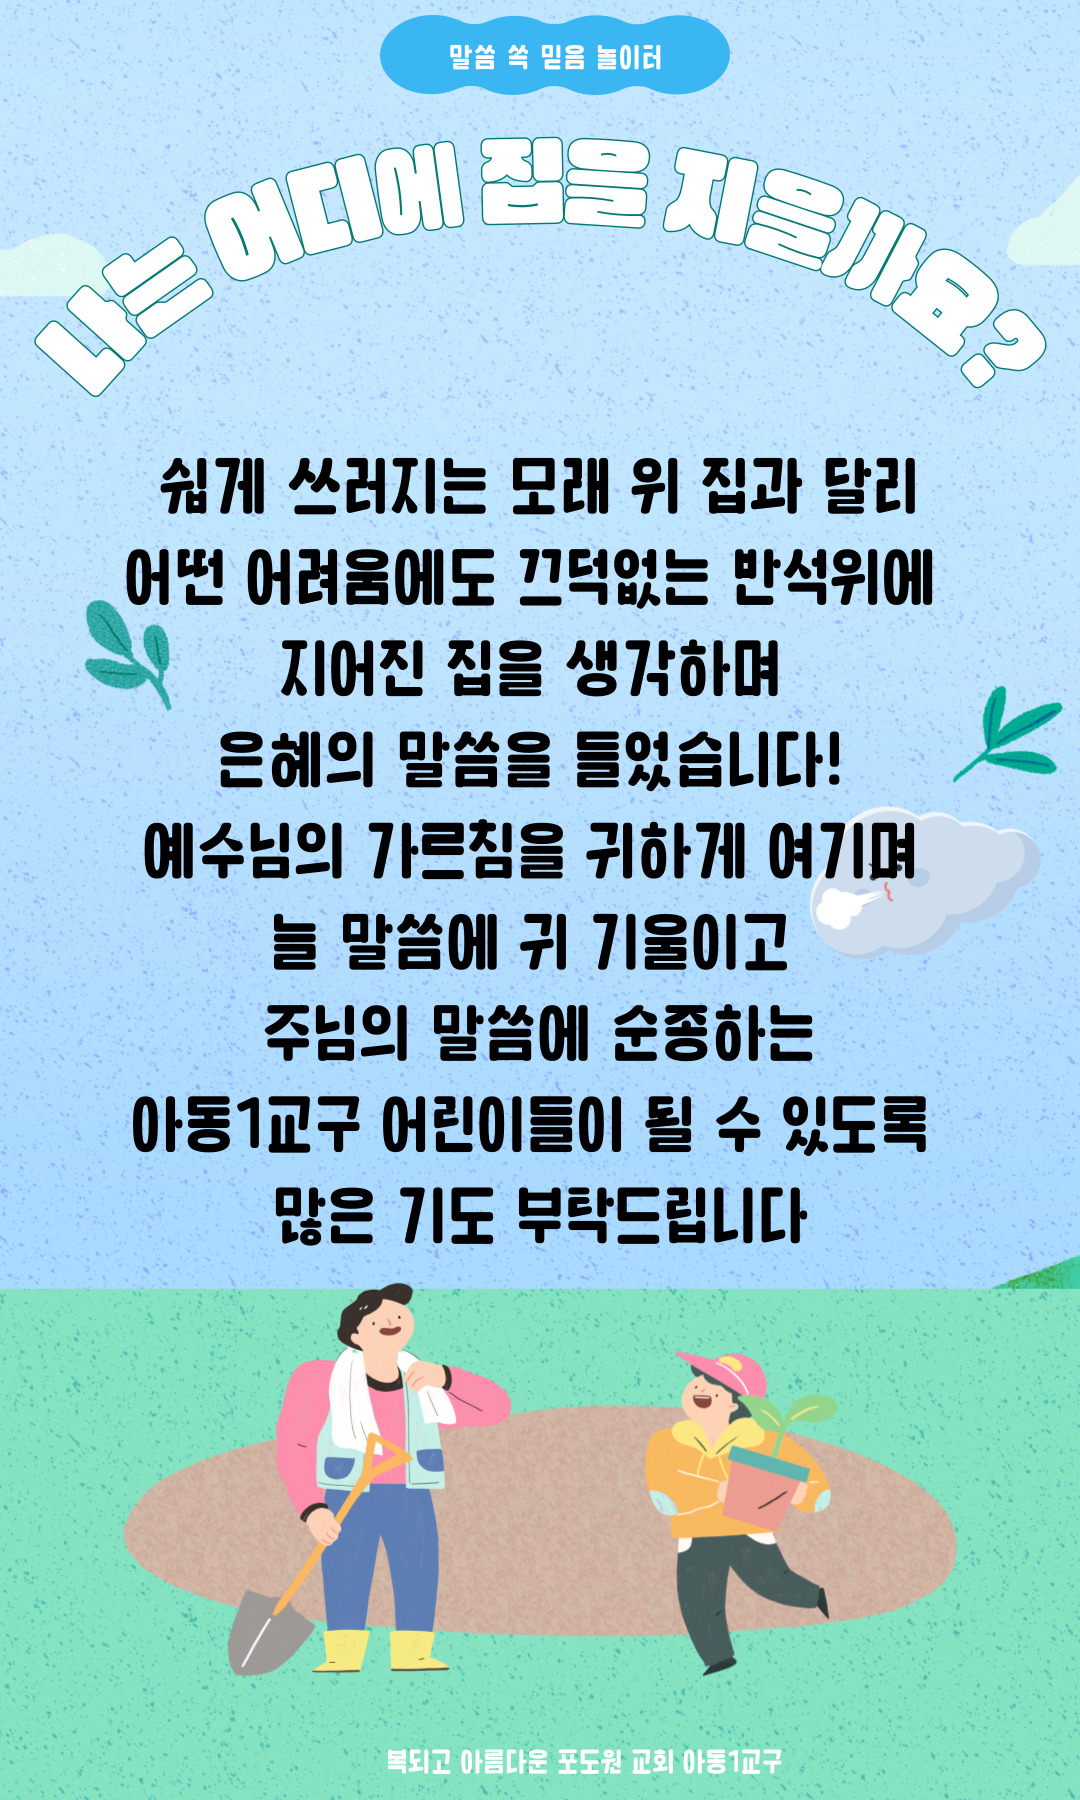 말씀 쏙 믿음 놀이터
나는 어디에 집을 지을까요?
쉽게 쓰러지는 모래 위 집과 달리
어떤 어려움에도 끄덕없는 반석위에
지어진 집을 생각하며
은혜의 말씀을 들었습니다!
예수님의 가르침을 귀하게 여기며
늘 말씀에 귀 기울이고
주님의 말씀에 순종하는
아동1교구 어린이들이 될 수 있도록
많은 기도 부탁드립니다
복되고 아름다운 포도원 교회 아동1교구